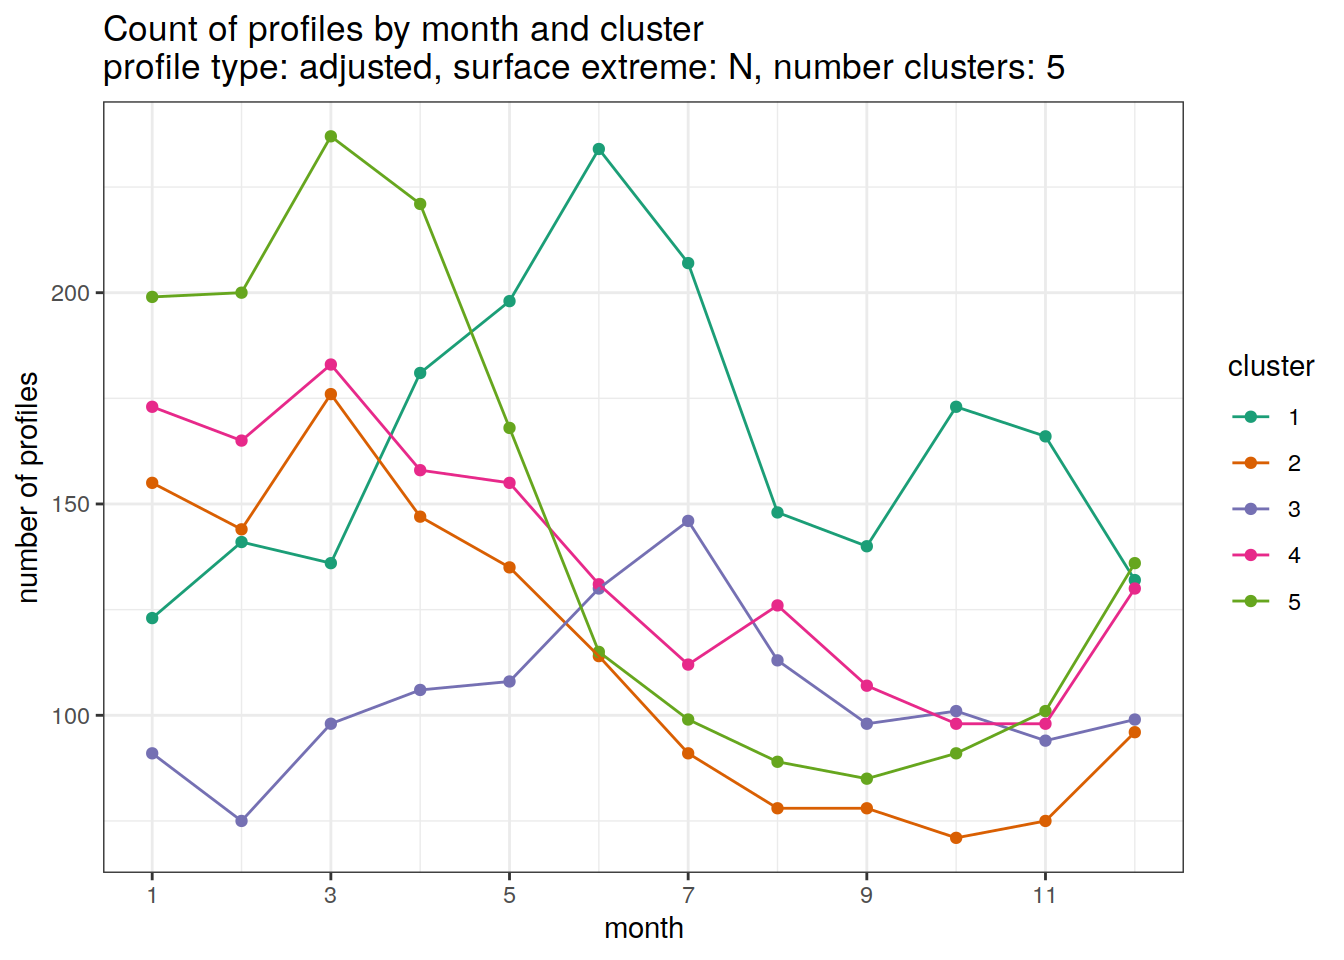 Count of profiles by month and cluster
profile type: adjusted, surface extreme: N, number clusters: 5
number of profiles
200
150
100
1
3
5
7
9
11
month
cluster
1
2
3
4
5